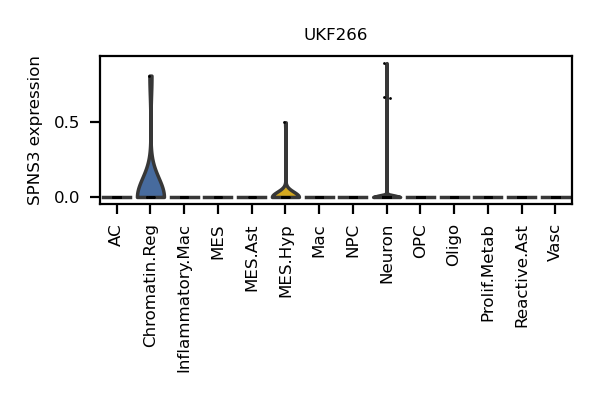 UKF266
SPNS3 expression
0.5
0.0
AC
Chromatin.Reg
Inflammatory.Mac
MES
MES.Ast
MES.Hyp
Mac
NPC
Neuron
OPC
Oligo
Prolif.Metab
Reactive.Ast
Vasc